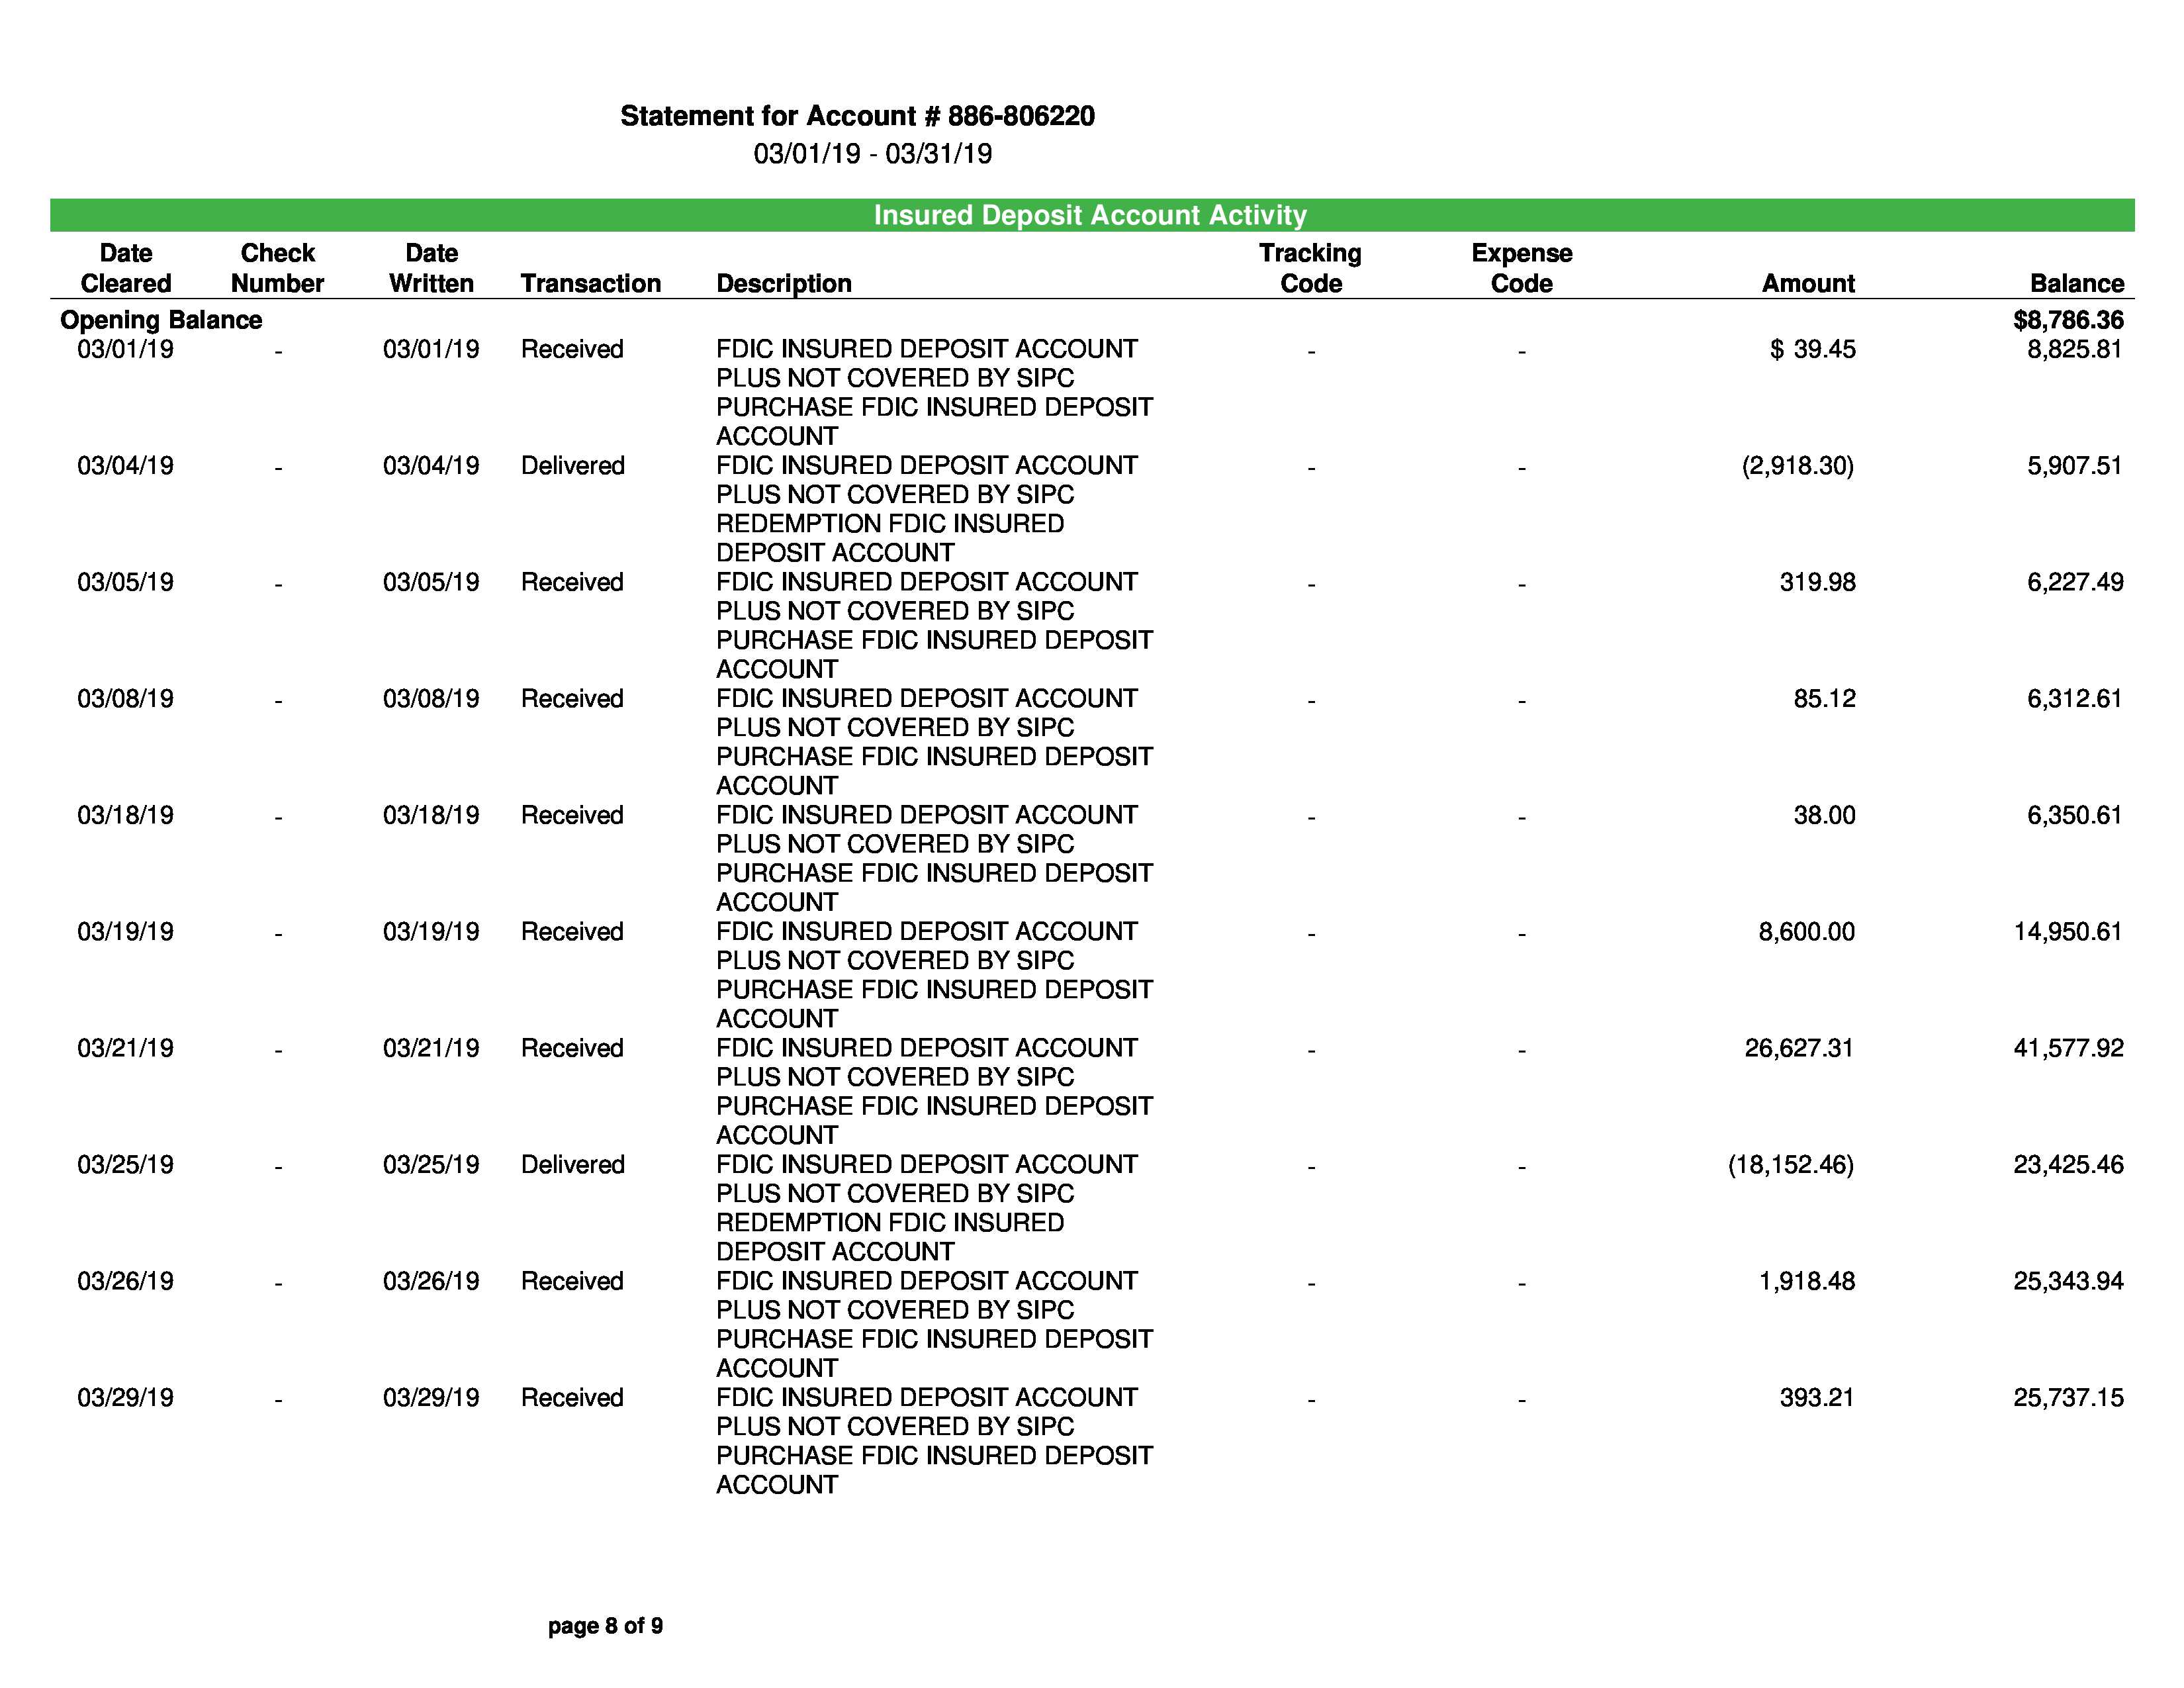 Statement for Account # 886-806220
03/01/19 - 03/31/19
Insured Deposit Account Activity
Date Check Date Tracking Expense
Cleared Number Written Transaction Description Code Code Amount Balance
Opening Balance $8,786.36
03/01/19 - 03/01/19 Received FDIC INSURED DEPOSIT ACCOUNT - - $ 39.45 8,825.81
PLUS NOT COVERED BY SIPC
PURCHASE FDIC INSURED DEPOSIT
ACCOUNT
03/04/19 - 03/04/19 Delivered FDIC INSURED DEPOSIT ACCOUNT - - (2,918.30) 5,907.51
PLUS NOT COVERED BY SIPC
REDEMPTION FDIC INSURED
DEPOSIT ACCOUNT
03/05/19 - 03/05/19 Received FDIC INSURED DEPOSIT ACCOUNT - - 319.98 6,227.49
PLUS NOT COVERED BY SIPC
PURCHASE FDIC INSURED DEPOSIT
ACCOUNT
03/08/19 - 03/08/19 Received FDIC INSURED DEPOSIT ACCOUNT - - 85.12 6,312.61
PLUS NOT COVERED BY SIPC
PURCHASE FDIC INSURED DEPOSIT
ACCOUNT
03/18/19 - 03/18/19 Received FDIC INSURED DEPOSIT ACCOUNT - - 38.00 6,350.61
PLUS NOT COVERED BY SIPC
PURCHASE FDIC INSURED DEPOSIT
ACCOUNT
03/19/19 - 03/19/19 Received FDIC INSURED DEPOSIT ACCOUNT - - 8,600.00 14,950.61
PLUS NOT COVERED BY SIPC
PURCHASE FDIC INSURED DEPOSIT
ACCOUNT
03/21/19 - 03/21/19 Received FDIC INSURED DEPOSIT ACCOUNT - - 26,627.31 41,577.92
PLUS NOT COVERED BY SIPC
PURCHASE FDIC INSURED DEPOSIT
ACCOUNT
03/25/19 - 03/25/19 Delivered FDIC INSURED DEPOSIT ACCOUNT - - (18,152.46) 23,425.46
PLUS NOT COVERED BY SIPC
REDEMPTION FDIC INSURED
DEPOSIT ACCOUNT
03/26/19 - 03/26/19 Received FDIC INSURED DEPOSIT ACCOUNT - - 1,918.48 25,343.94
PLUS NOT COVERED BY SIPC
PURCHASE FDIC INSURED DEPOSIT
ACCOUNT
03/29/19 - 03/29/19 Received FDIC INSURED DEPOSIT ACCOUNT - - 393.21 25,737.15
PLUS NOT COVERED BY SIPC
PURCHASE FDIC INSURED DEPOSIT
ACCOUNT
page 8 of 9